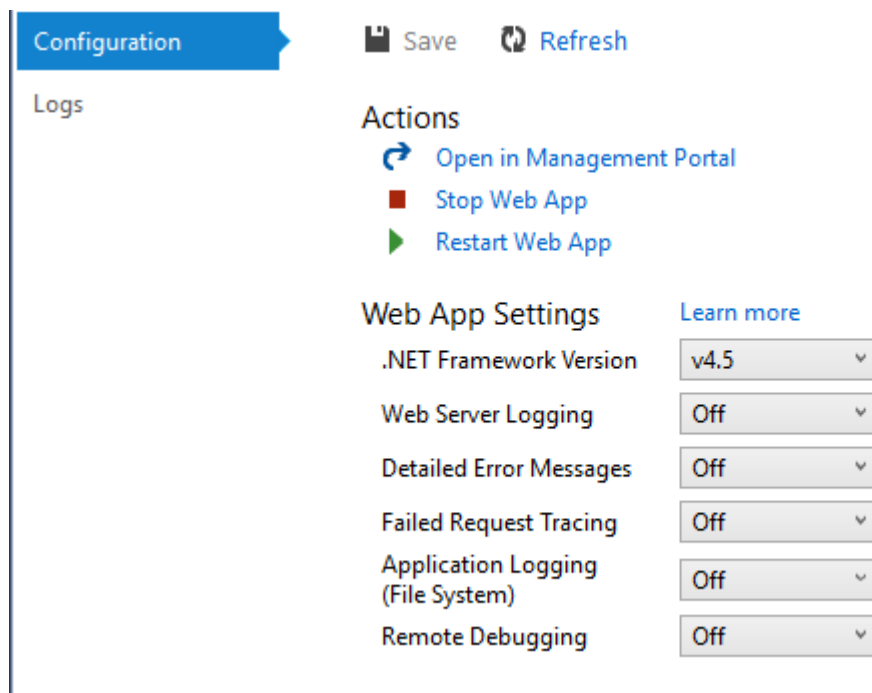 Configuration
Save Refresh
Logs
Actions
Open in Management Portal
Stop Web App
Restart Web App
Web App Settings Learn more
.NET Framework Version v4.5
Web Server Logging Off
Detailed Error Messages Off
Failed Request Tracing Off
Application Logging
(File System) Off
Remote Debugging Off